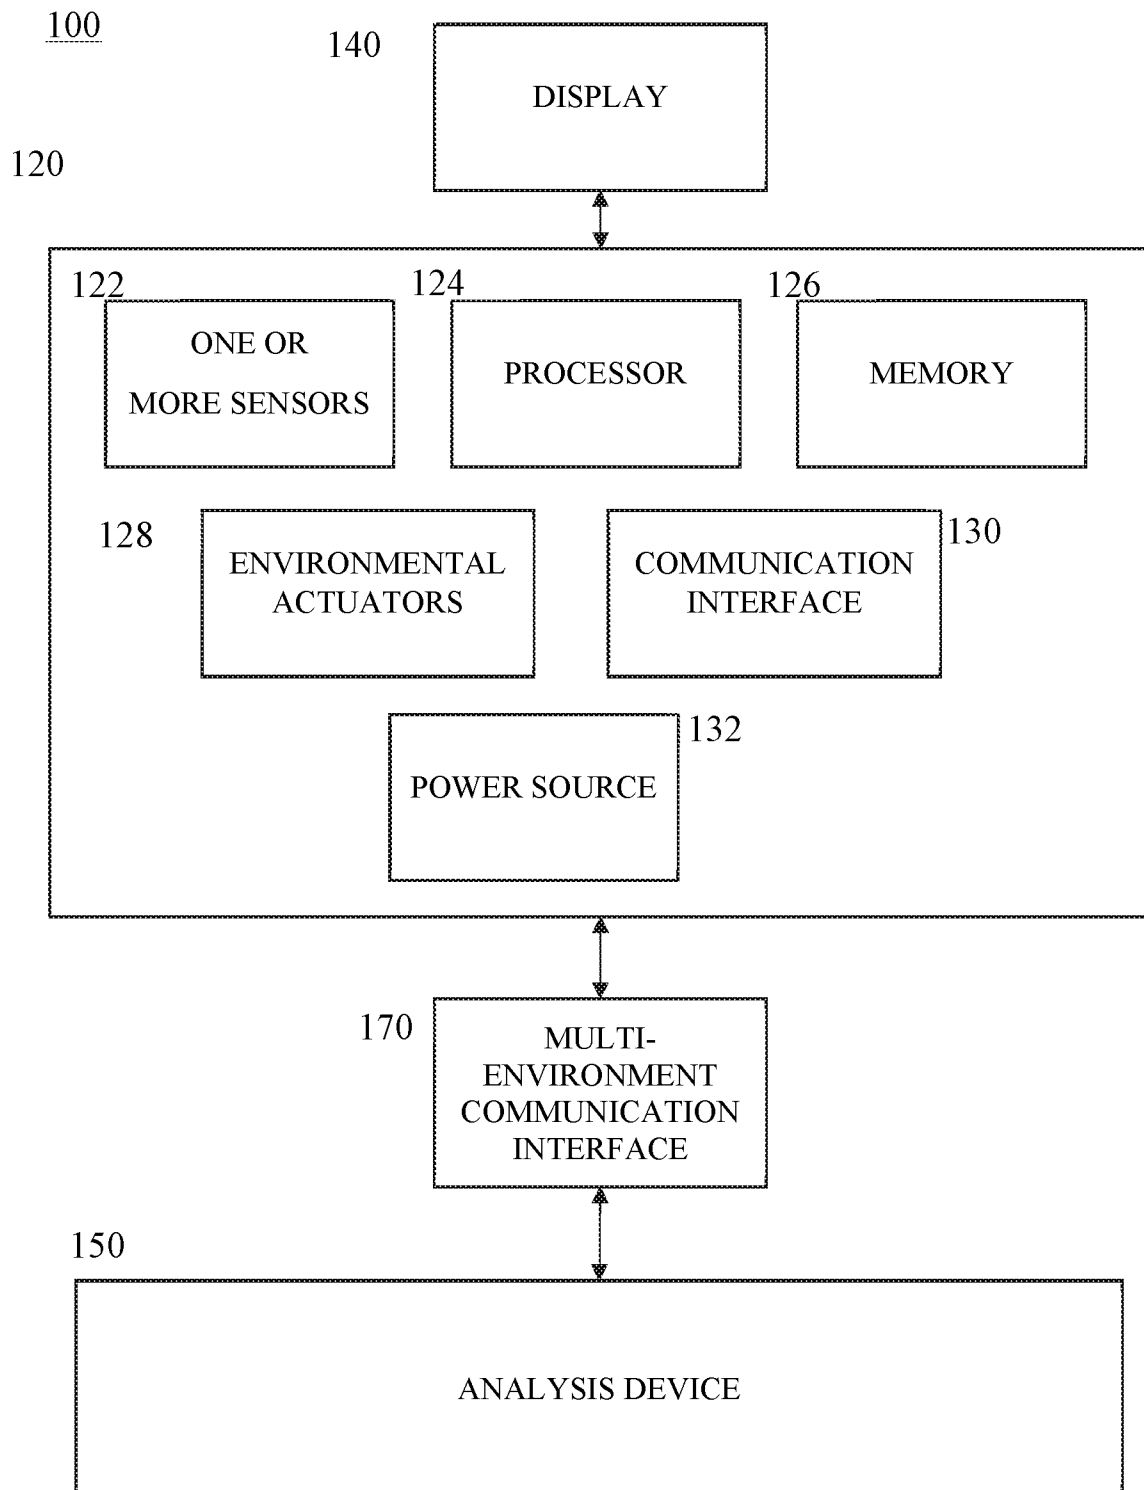 100
140
DISPLAY
120
122
124
126
ONE OR
MORE SENSORS
PROCESSOR
MEMORY
128
ENVIRONMENTAL
ACTUATORS
COMMUNICATION
INTERFACE
130
132
POWER SOURCE
170
MULTI-
ENVIRONMENT
COMMUNICATION
INTERFACE
150
ANALYSIS DEVICE